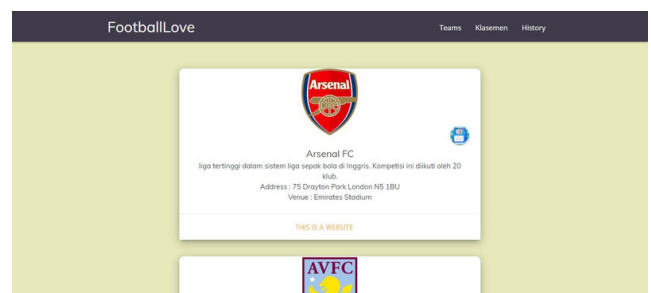 FootballLove
Teams Klasemen History
Arsenal
Arsenal FC
liga tertinggi dalam sistem liga sepak bola di Inggris. Kompetisi ini diikuti oleh 20
klub.
Address : 75 Drayton Park London N5 1BU
Venue : Emirates Stadium
THIS IS A WEBSITE
AVFC